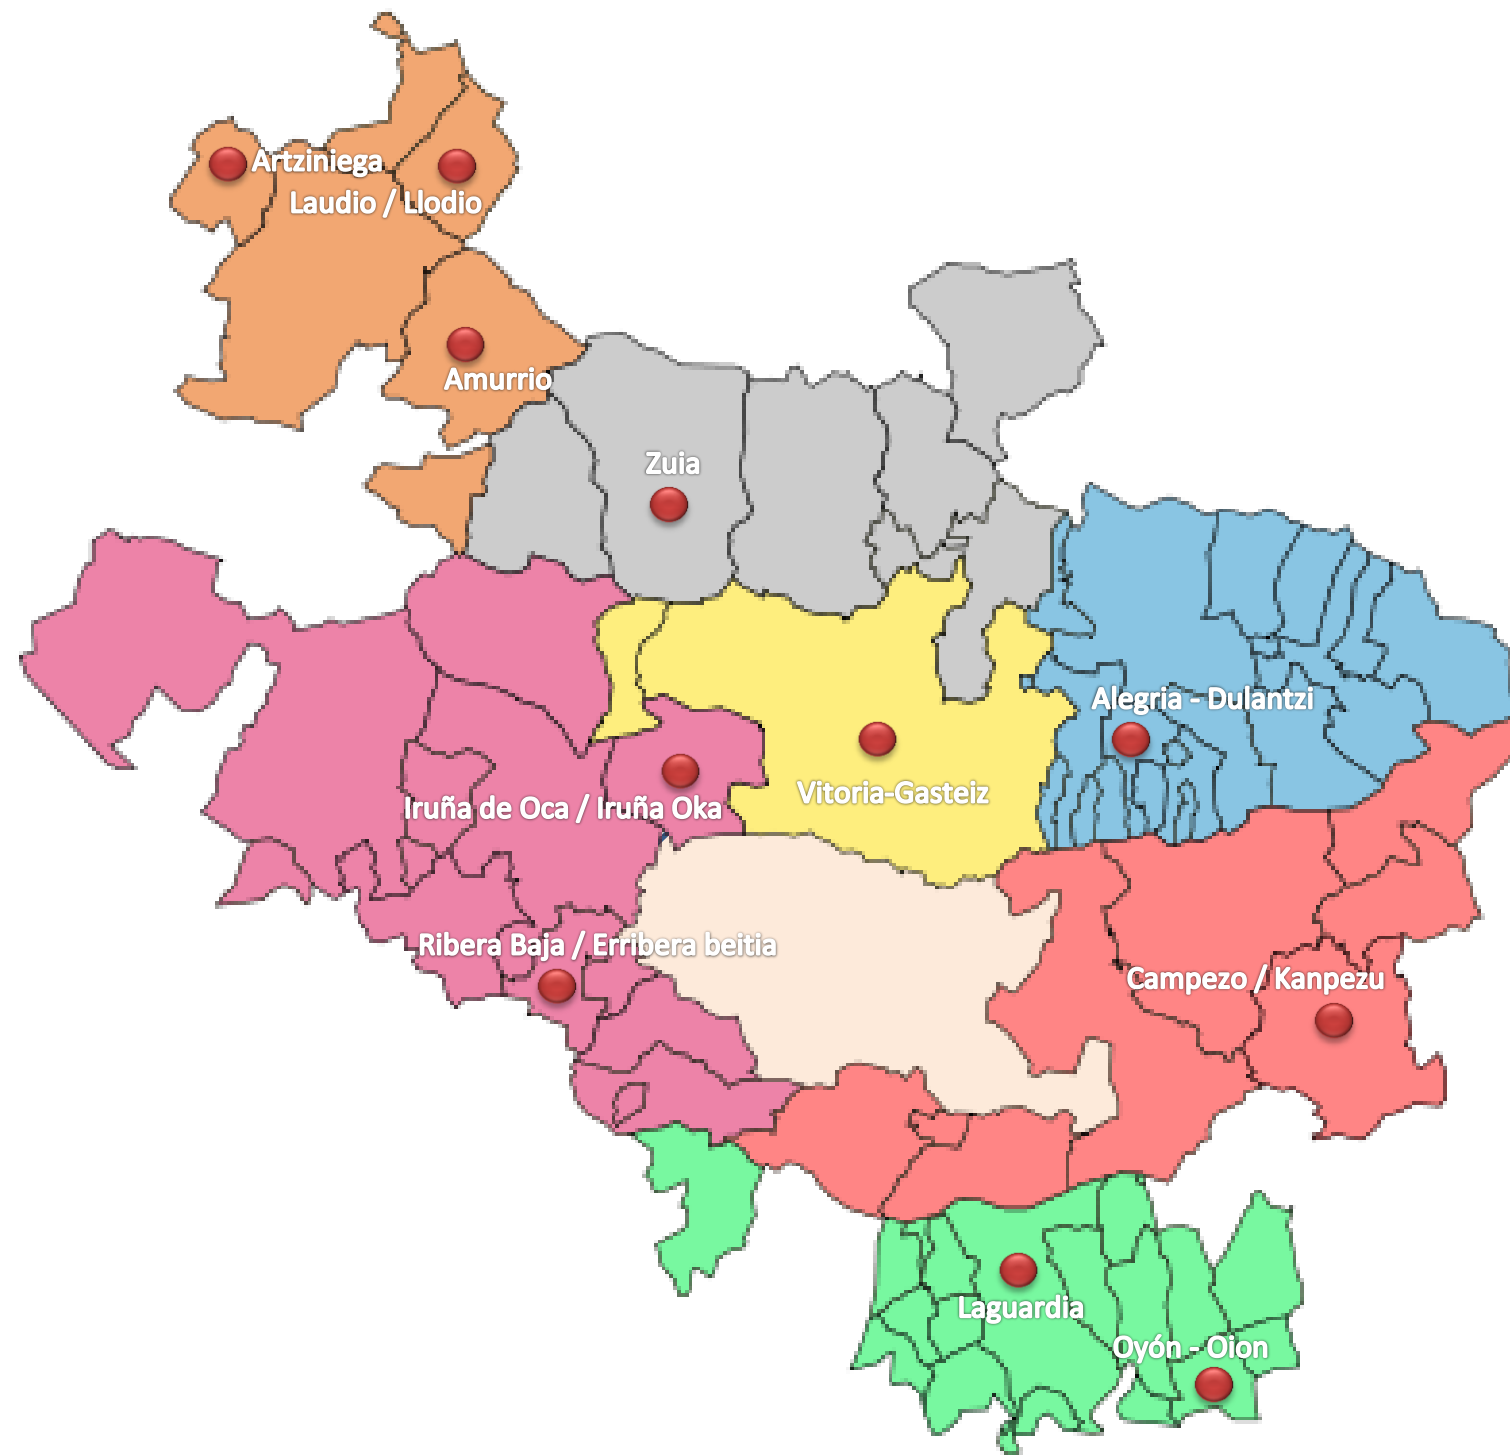 Artziniega
Laudio / Llodio
Amurrio
Zuia
Alegria - Dulantzi
Vitoria-Gasteiz
Iruña de Oca / Iruña Oka
Ribera Baja / Erribera beitia
Campezo / Kanpezu
Laguardia
Oyón - Oion